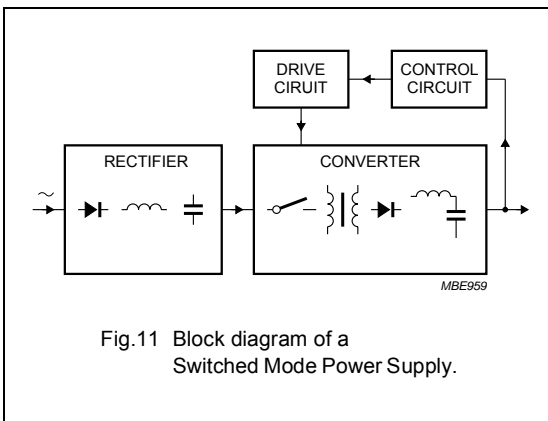 DRIVE
CIRUIT
CONTROL
CIRCUIT
RECTIFIER
CONVERTER
~
MBE959
Fig.11 Block diagram of a
Switched Mode Power Supply.